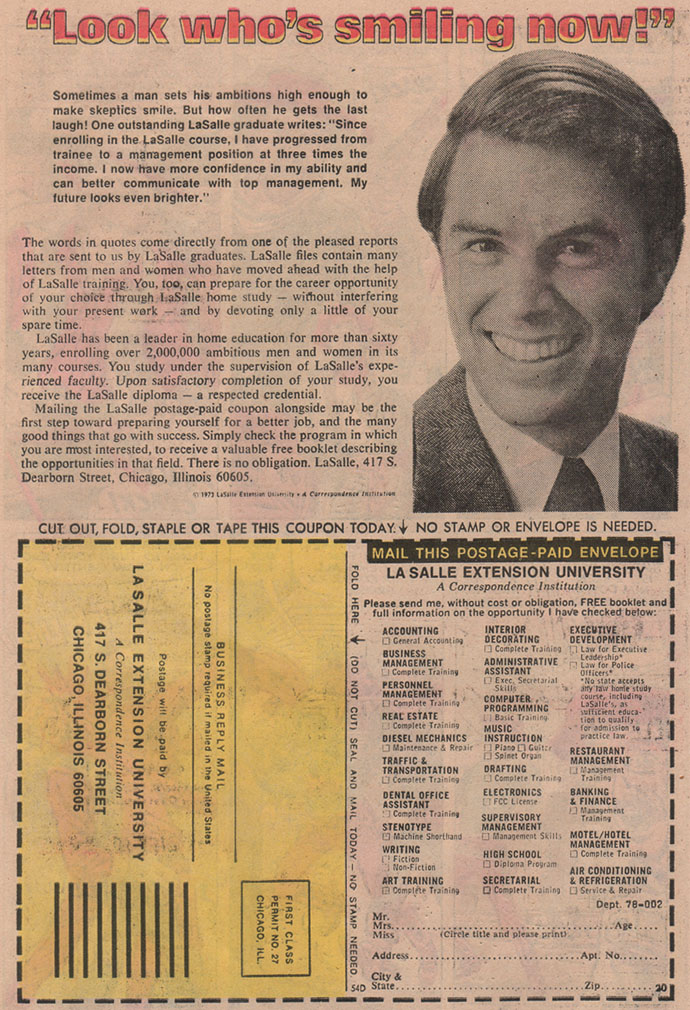 “Look who’s smiling now!”
Sometimes a man sets his ambitions high enough to
make skeptics smile. But how often he gets the last
laugh! One outstanding LaSalle graduate writes: "Since
enrolling in the LaSalle course, I have progressed from
trainee to a management position at three times the
income. I now have more confidence in my ability and
can better communicate with top management. My
future looks even brighter."
The words in quotes come directly from one of the pleased reports
that are sent to us by LaSalle graduates. LaSalle files contain many
letters from men and women who have moved ahead with the help
of LaSalle training. You, too, can prepare for the career opportunity
of your choice through LaSalle home study — without interfering
with your present work — and by devoting only a little of your
spare time.
LaSalle has been a leader in home education for more than sixty
years, enrolling over 2,000,000 ambitious men and women in its
many courses. You study under the supervision of LaSalle's expe-
rienced faculty. Upon satisfactory completion of your study, you
receive the LaSalle diploma — a respected credential.
Mailing the LaSalle postage-paid coupon alongside may be the
first step toward preparing yourself for a better job, and the many
good things that go with success. Simply check the program in which
you are most interested, to receive a valuable free booklet describing
the opportunities in that field. There is no obligation. LaSalle, 417 S.
Dearborn Street, Chicago, Illinois 60605.
© 1973 LaSalle Extension University • A Correspondence Institution
CUT OUT, FOLD, STAPLE OR TAPE THIS COUPON TODAY. ↓ NO STAMP OR ENVELOPE IS NEEDED.
BUSINESS REPLY MAIL
No postage stamp required if mailed in the United States
Postage will be paid by
LA SALLE EXTENSION UNIVERSITY
A Correspondence Institution
417 S. DEARBORN STREET
CHICAGO, ILLINOIS 60605
FIRST CLASS
PERMIT NO. 27
CHICAGO, ILL.
FOLD HERE ↓ (DO NOT CUT) SEAL AND MAIL TODAY — NO STAMP NEEDED.
MAIL THIS POSTAGE-PAID ENVELOPE
LA SALLE EXTENSION UNIVERSITY
A Correspondence Institution
Please send me, without cost or obligation, FREE booklet and
full information on the opportunity I have checked below:
ACCOUNTING
☐ General Accounting
BUSINESS
MANAGEMENT
☐ Complete Training
PERSONNEL
MANAGEMENT
☐ Complete Training
REAL ESTATE
☐ Complete Training
DIESEL MECHANICS
☐ Maintenance & Repair
TRAFFIC &
TRANSPORTATION
☐ Complete Training
DENTAL OFFICE
ASSISTANT
☐ Complete Training
STENOTYPE
☐ Machine Shorthand
WRITING
☐ Fiction
☐ Non-Fiction
ART TRAINING
☐ Complete Training
INTERIOR
DECORATING
☐ Complete Training
ADMINISTRATIVE
ASSISTANT
☐ Exec. Secretarial
Skills
COMPUTER
PROGRAMMING
☐ Basic Training
MUSIC
INSTRUCTION
☐ Piano ☐ Guitar
☐ Spinet Organ
DRAFTING
☐ Complete Training
ELECTRONICS
☐ FCC License
SUPERVISORY
MANAGEMENT
☐ Management Skills
HIGH SCHOOL
☐ Diploma Program
SECRETARIAL
☐ Complete Training
EXECUTIVE
DEVELOPMENT
☐ Law for Executive
Leadership*
☐ Law for Police
Officers*
*No state accepts
any law home study
course, including
LaSalle's, as
sufficient educa-
tion to qualify
for admission to
practice law.
RESTAURANT
MANAGEMENT
☐ Management
Training
BANKING
& FINANCE
☐ Management
Training
MOTEL/HOTEL
MANAGEMENT
☐ Complete Training
AIR CONDITIONING
& REFRIGERATION
☐ Service & Repair
Dept. 78-002
Mr.
Mrs. Age
Miss (Circle title and please print)
Address Apt. No.
City &
State Zip 20
54D